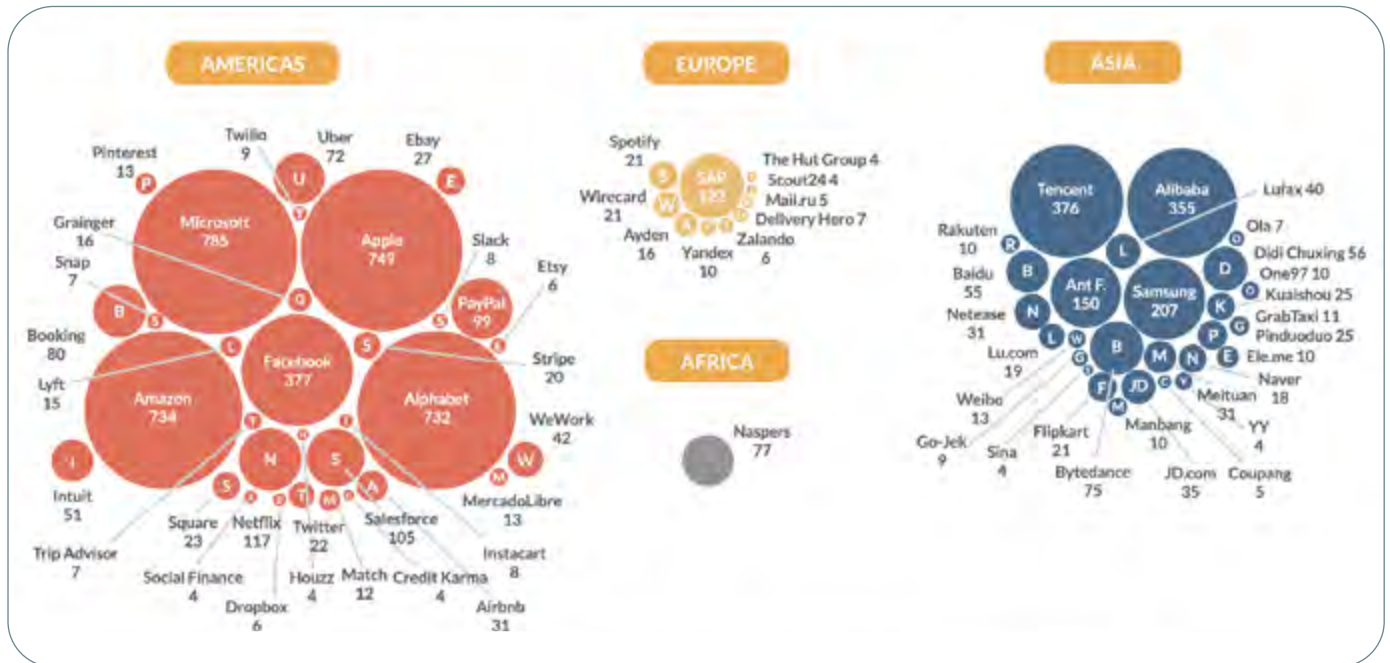 AMERICAS
Pinterest
13
P
Twilio
9
Uber
72
U
T
Ebay
27
E
Grainger
16
Microsoft
785
Apple
749
Snap
7
Slack
8
Etsy
6
G
PayPal
99
B
S
S
E
Booking
80
L
Facebook
377
S
Stripe
20
Lyft
15
Amazon
734
Alphabet
732
WeWork
42
T
H
I
I
N
S
W
M
Intuit
51
S
T
M
A
MercadoLibre
13
Square
23
Netflix
117
Twitter
22
Salesforce
105
Trip Advisor
7
Instacart
8
Social Finance
4
Houzz
4
Match
12
Credit Karma
4
Dropbox
6
Airbnb
31
EUROPE
Spotify
21
S
SAP
122
The Hut Group 4
Scout24 4
Wirecard
21
W
Mail.ru 5
Delivery Hero 7
A
Ayden
16
Yandex
10
Zalando
6
AFRICA
Naspers
77
ASIA
Tencent
376
Alibaba
355
Lufax 40
Rakuten
10
R
L
Ola 7
O
Baidu
55
B
Didi Chuxing 56
D
Ant F.
150
Samsung
207
One97 10
O
Kuaishou 25
K
Netease
31
N
GrabTaxi 11
G
Pinduoduo 25
P
L
W
B
M
N
E
Ele.me 10
Lu.com
19
G
Naver
18
F
JD
C
Y
Weibo
13
M
Meituan
31
Flipkart
21
Manbang
10
YY
4
Go-Jek
9
Sina
4
Bytedance
75
JD.com
35
Coupang
5